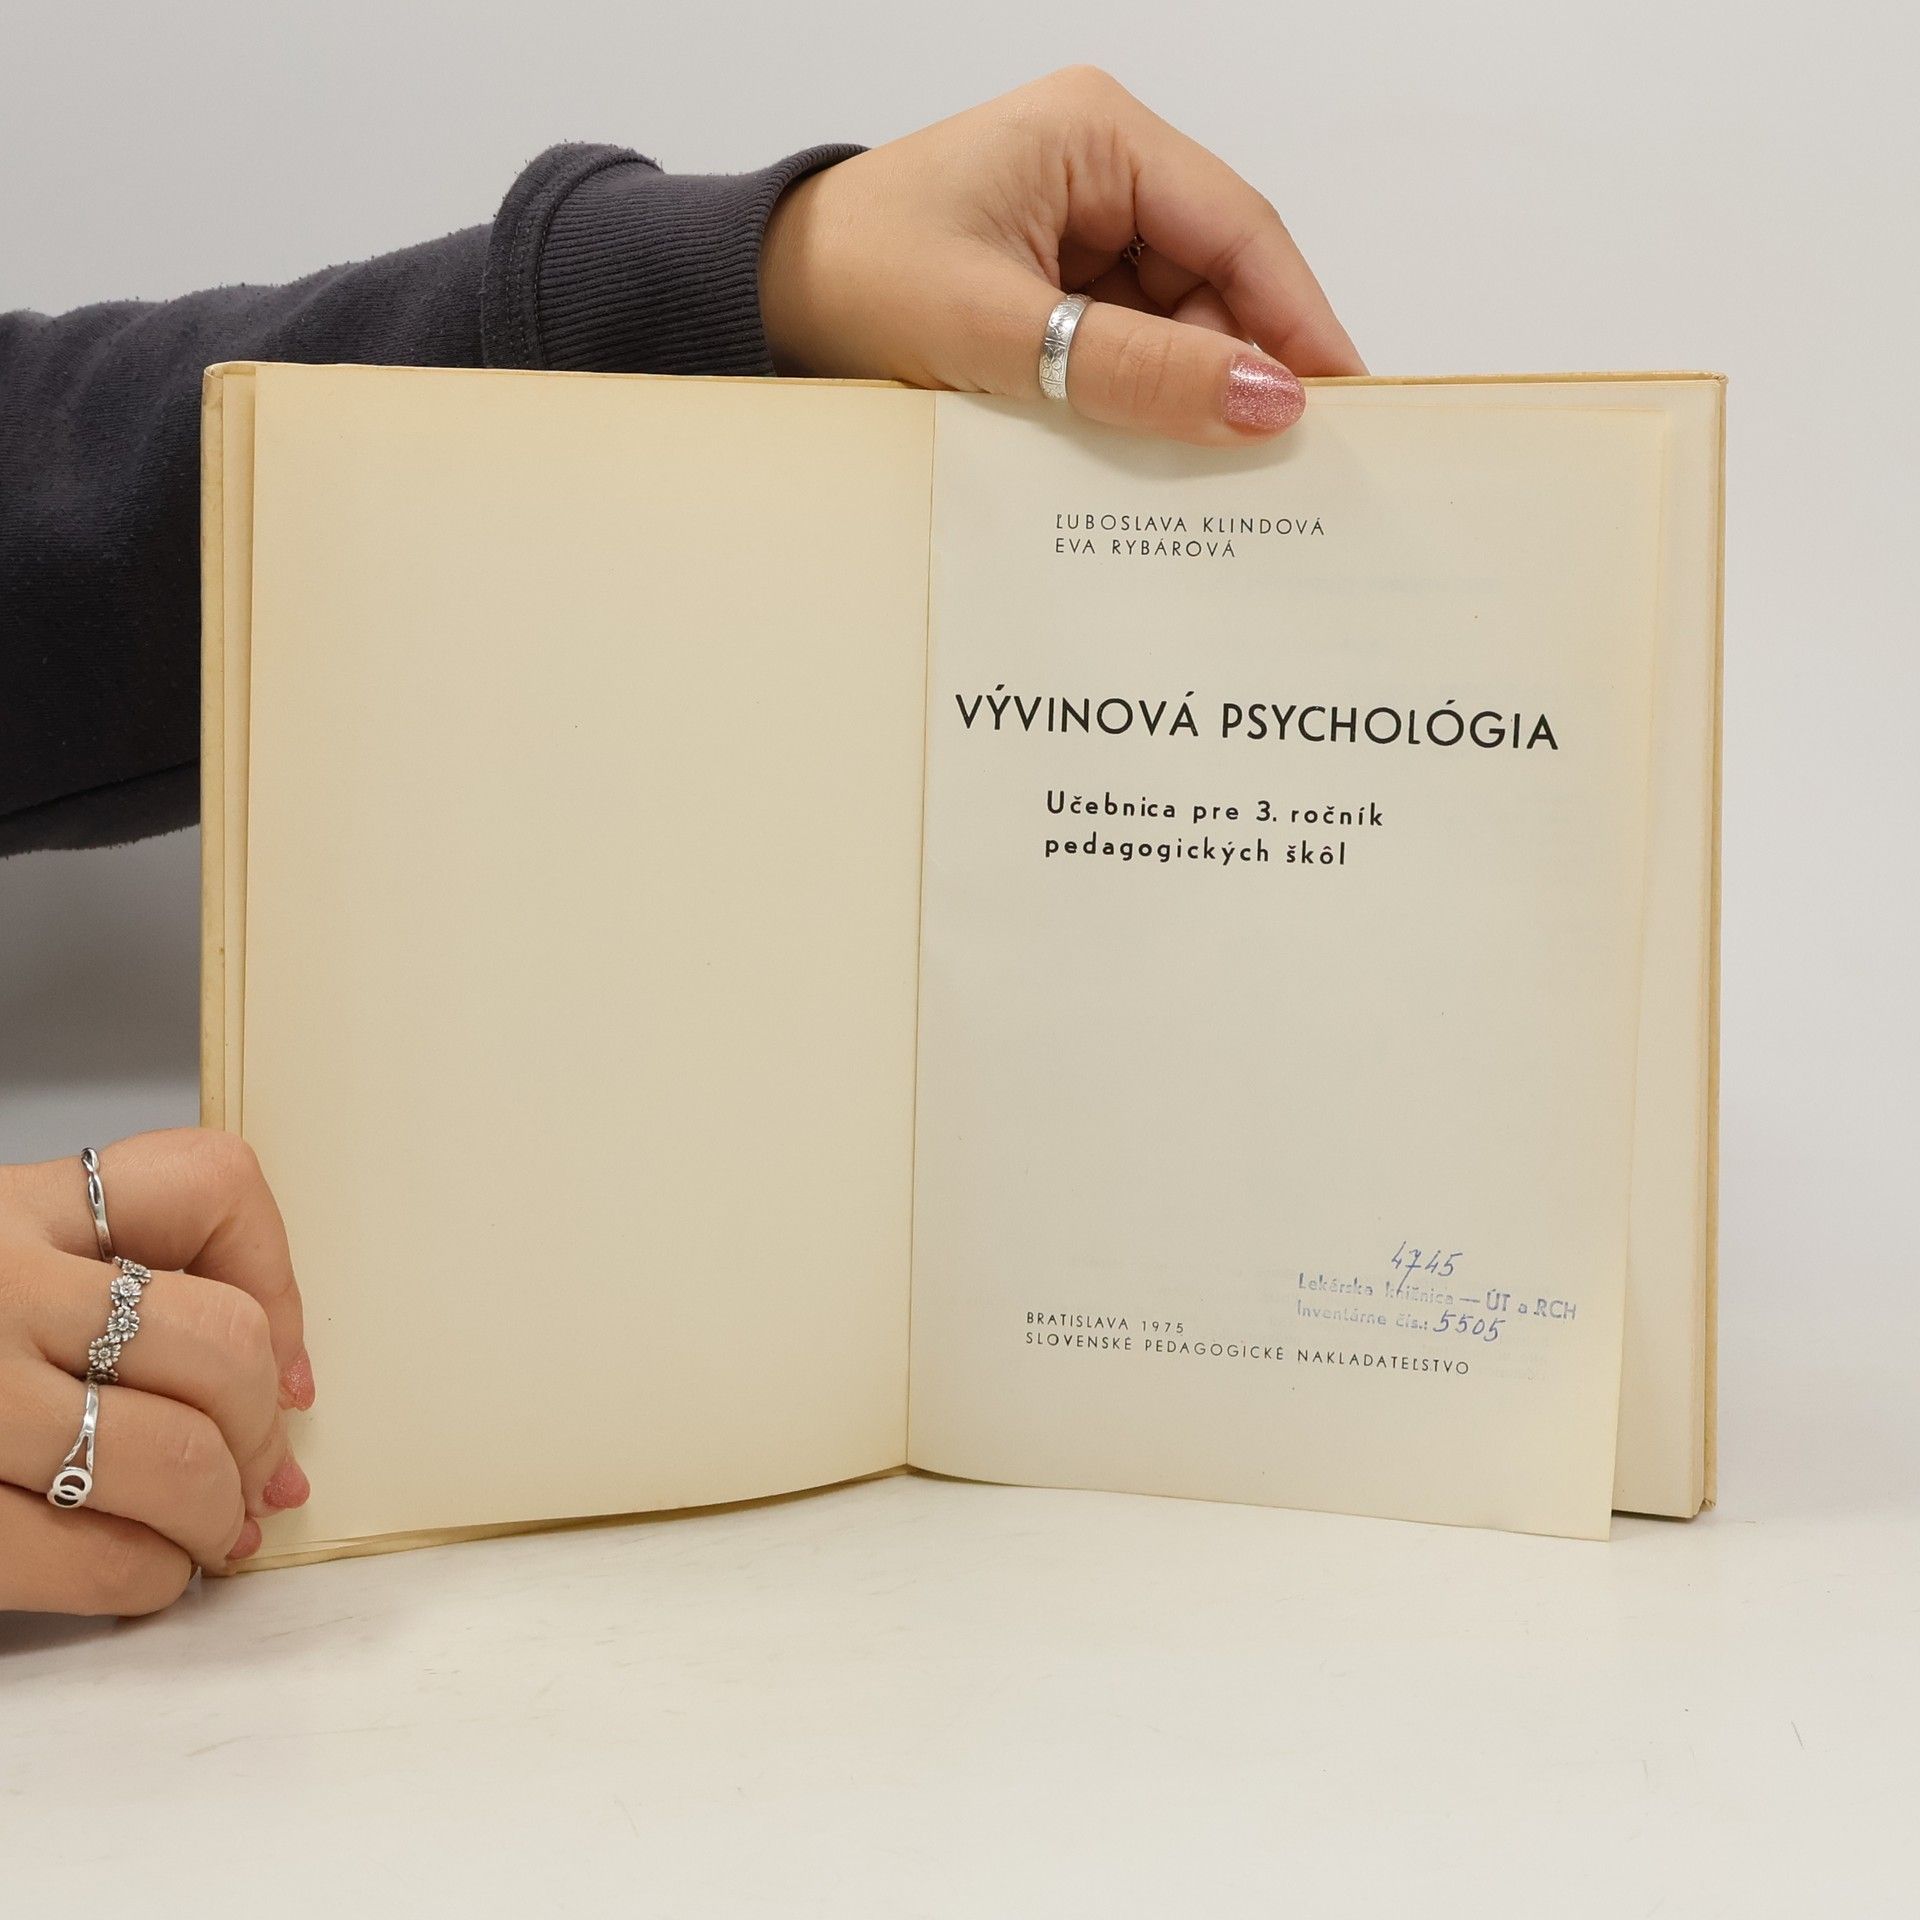 ĽUBOSLAVA KLINDOVÁ
EVA RYBÁROVÁ
VÝVINOVÁ PSYCHOLÓGIA
Učebnica pre 3. ročník
pedagogických škôl
4745
Lekárska knižnica — ÚT a RCH
Inventárne čís.: 5505
BRATISLAVA 1975
SLOVENSKÉ PEDAGOGICKÉ NAKLADATEĽSTVO